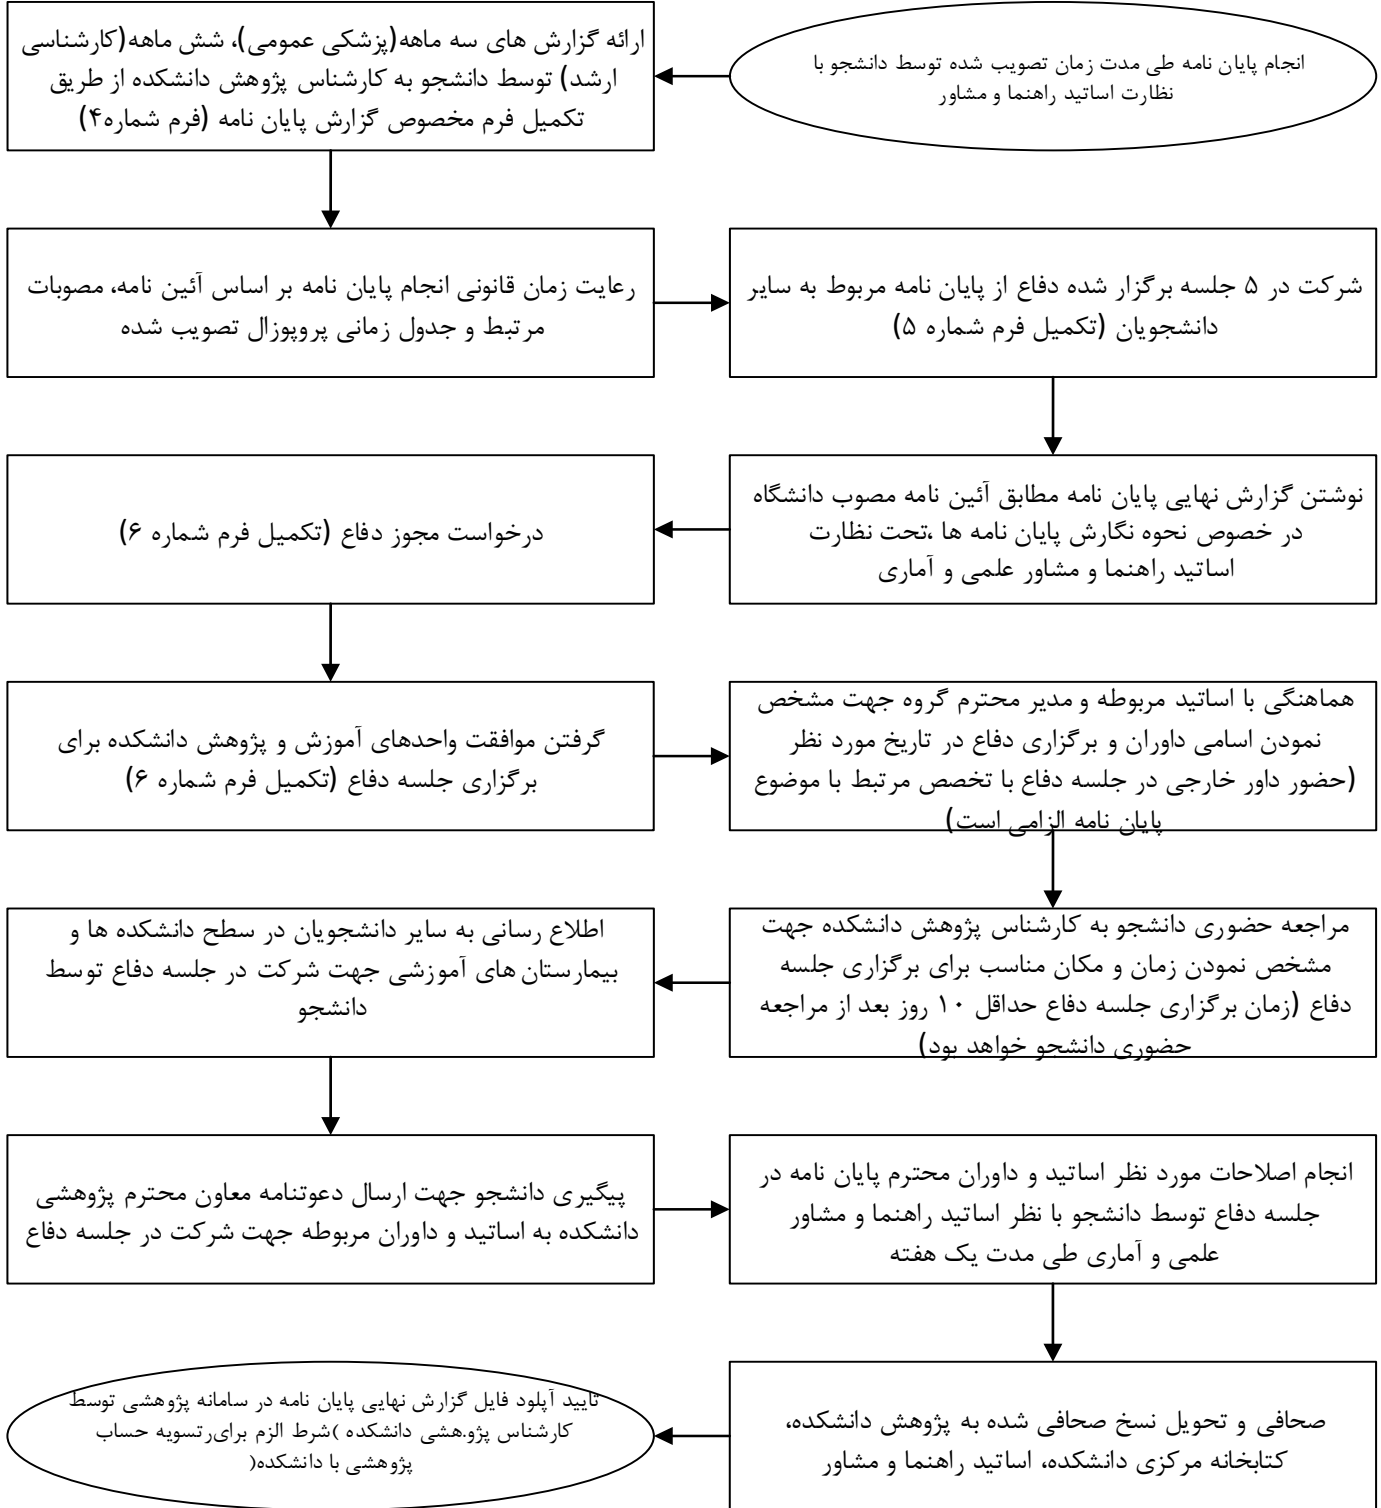 انجام پایان نامه طی مدت زمان تصویب شده توسط دانشجو با
نظارت اساتید راهنما و مشاور
ارائه گزارش های سه ماهه(پزشکی عمومی)، شش ماهه(کارشناسی
ارشد) توسط دانشجو به کارشناس پژوهش دانشکده از طریق
تکمیل فرم مخصوص گزارش پایان نامه (فرم شماره۴)
رعایت زمان قانونی انجام پایان نامه بر اساس آئین نامه، مصوبات
مرتبط و جدول زمانی پروپوزال تصویب شده
شرکت در ۵ جلسه برگزار شده دفاع از پایان نامه مربوط به سایر
دانشجویان (تکمیل فرم شماره ۵)
نوشتن گزارش نهایی پایان نامه مطابق آئین نامه مصوب دانشگاه
در خصوص نحوه نگارش پایان نامه ها ،تحت نظارت
اساتید راهنما و مشاور علمی و آماری
درخواست مجوز دفاع (تکمیل فرم شماره ۶)
گرفتن موافقت واحدهای آموزش و پژوهش دانشکده برای
برگزاری جلسه دفاع (تکمیل فرم شماره ۶)
هماهنگی با اساتید مربوطه و مدیر محترم گروه جهت مشخص
نمودن اسامی داوران و برگزاری دفاع در تاریخ مورد نظر
(حضور داور خارجی در جلسه دفاع با تخصص مرتبط با موضوع
پایان نامه الزامی است)
مراجعه حضوری دانشجو به کارشناس پژوهش دانشکده جهت
مشخص نمودن زمان و مکان مناسب برای برگزاری جلسه
دفاع (زمان برگزاری جلسه دفاع حداقل ۱۰ روز بعد از مراجعه
حضوری دانشجو خواهد بود)
اطلاع رسانی به سایر دانشجویان در سطح دانشکده ها و
بیمارستان های آموزشی جهت شرکت در جلسه دفاع توسط
دانشجو
پیگیری دانشجو جهت ارسال دعوتنامه معاون محترم پژوهشی
دانشکده به اساتید و داوران مربوطه جهت شرکت در جلسه دفاع
انجام اصلاحات مورد نظر اساتید و داوران محترم پایان نامه در
جلسه دفاع توسط دانشجو با نظر اساتید راهنما و مشاور
علمی و آماری طی مدت یک هفته
صحافی و تحویل نسخ صحافی شده به پژوهش دانشکده،
کتابخانه مرکزی دانشکده، اساتید راهنما و مشاور
تایید آپلود فایل گزارش نهایی پایان نامه در سامانه پژوهشی توسط
کارشناس پژوهشی دانشکده )شرط الزم برای تسویه حساب
پژوهشی با دانشکده(